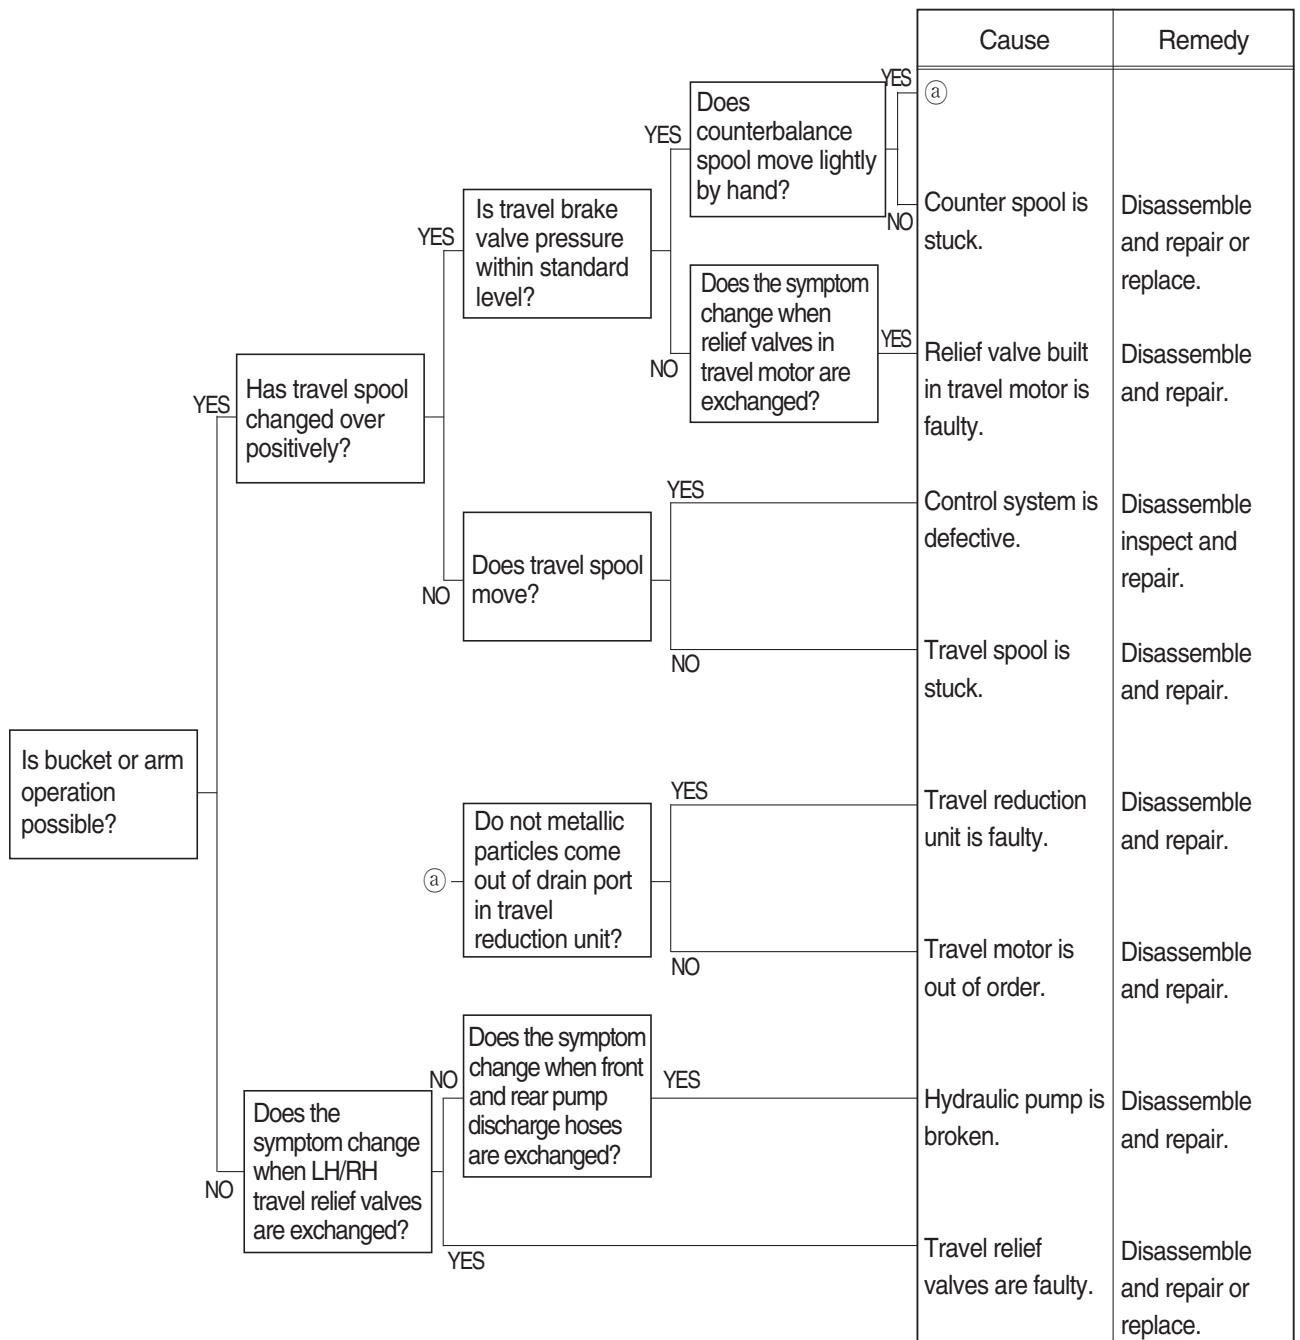 Cause
Remedy
Does
counterbalance
spool move lightly
by hand?
YES
YES
ⓐ
NO
Counter spool is
stuck.
Disassemble
and repair or
replace.
Is travel brake
valve pressure
within standard
level?
YES
NO
Does the symptom
change when
relief valves in
travel motor are
exchanged?
YES
Relief valve built
in travel motor is
faulty.
Disassemble
and repair.
Has travel spool
changed over
positively?
YES
NO
Does travel spool
move?
YES
Control system is
defective.
Disassemble
inspect and
repair.
NO
Travel spool is
stuck.
Disassemble
and repair.
Is bucket or arm
operation
possible?
ⓐ
Do not metallic
particles come
out of drain port
in travel
reduction unit?
YES
Travel reduction
unit is faulty.
Disassemble
and repair.
NO
Travel motor is
out of order.
Disassemble
and repair.
NO
Does the
symptom change
when LH/RH
travel relief valves
are exchanged?
NO
Does the symptom
change when front
and rear pump
discharge hoses
are exchanged?
YES
Hydraulic pump is
broken.
Disassemble
and repair.
YES
Travel relief
valves are faulty.
Disassemble
and repair or
replace.